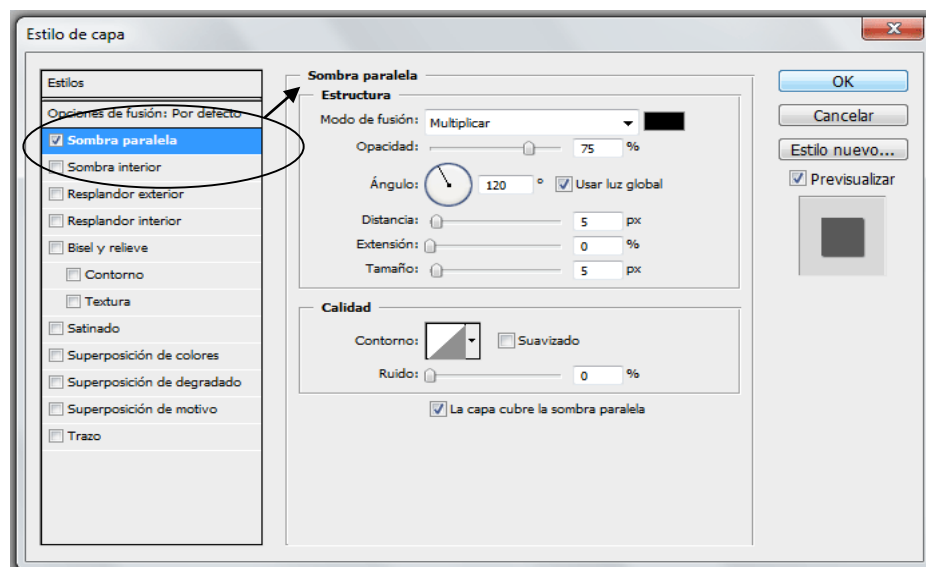 Estilo de capa
Estilos
Opciones de fusión: Por defecto
Sombra paralela
Sombra interior
Resplandor exterior
Resplandor interior
Bisel y relieve
Contorno
Textura
Satinado
Superposición de colores
Superposición de degradado
Superposición de motivo
Trazo
Sombra paralela
Estructura
Modo de fusión: Multiplicar
Opacidad: 75 %
Ángulo: 120 ° Usar luz global
Distancia: 5 px
Extensión: 0 %
Tamaño: 5 px
Calidad
Contorno: Suavizado
Ruido: 0 %
La capa cubre la sombra paralela
OK
Cancelar
Estilo nuevo...
Previsualizar